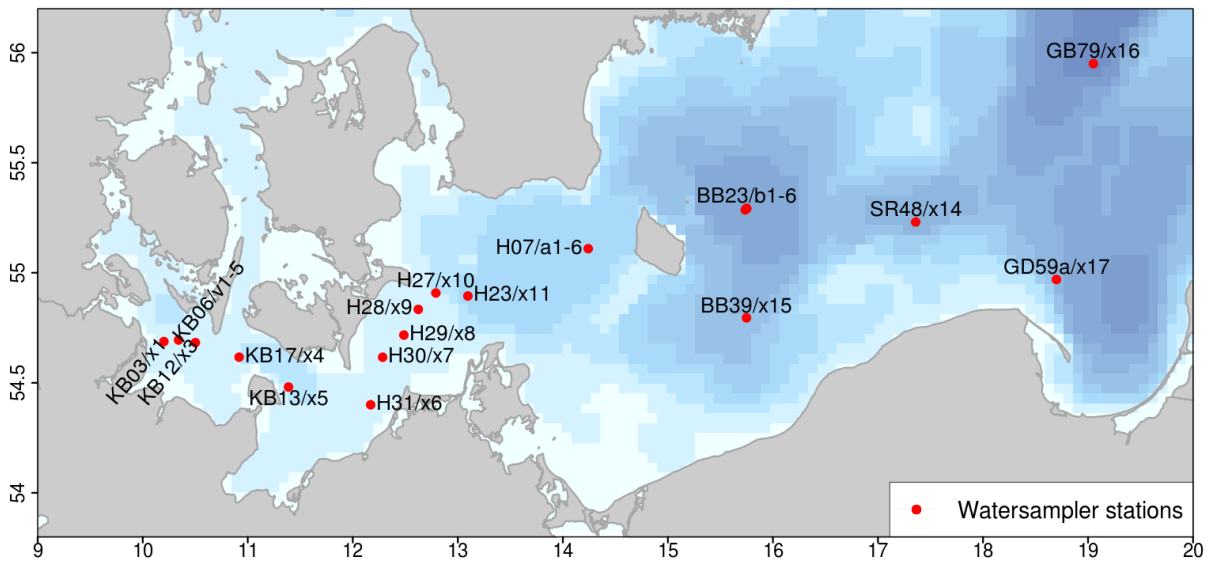 56
55.5
55
54.5
54
GB79/x16
BB23/b1-6
SR48/x14
H07/a1-6
GD59a/x17
H27/x10
H23/x11
H28/x9
BB39/x15
H29/x8
KB06/v1-5
KB03/x1
KB12/x3
KB17/x4
H30/x7
KB13/x5
H31/x6
Watersampler stations
9 10 11 12 13 14 15 16 17 18 19 20